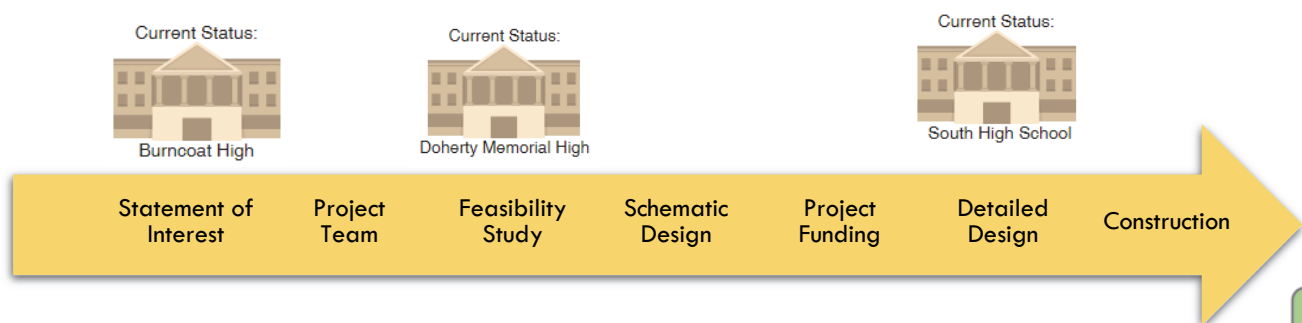 Current Status:
Burncoat High
Current Status:
Doherty Memorial High
Current Status:
South High School
Statement of
Interest
Project
Team
Feasibility
Study
Schematic
Design
Project
Funding
Detailed
Design
Construction